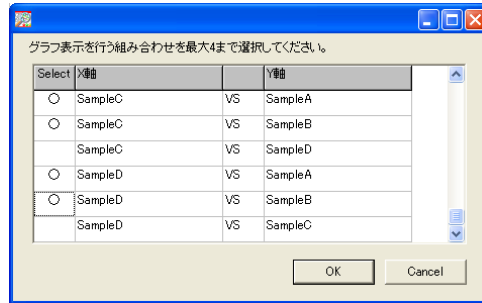 グラフ表示を行う組み合わせを最大4まで選択してください。
Select X軸 Y軸
○ SampleC VS SampleA
○ SampleC VS SampleB
SampleC VS SampleD
○ SampleD VS SampleA
○ SampleD VS SampleB
SampleD VS SampleC
OK Cancel